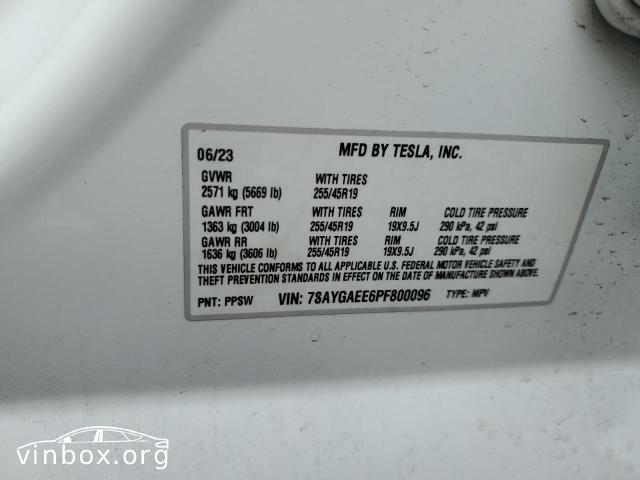 06/23 MFD BY TESLA, INC.
GVWR WITH TIRES
2571 kg (5669 lb) 255/45R19
GAWR FRT WITH TIRES RIM COLD TIRE PRESSURE
1363 kg (3004 lb) 255/45R19 19X9.5J 290 kPa, 42 psi
GAWR RR WITH TIRES RIM COLD TIRE PRESSURE
1636 kg (3606 lb) 255/45R19 19X9.5J 290 kPa, 42 psi
THIS VEHICLE CONFORMS TO ALL APPLICABLE U.S. FEDERAL MOTOR VEHICLE SAFETY AND
THEFT PREVENTION STANDARDS IN EFFECT ON THE DATE OF MANUFACTURE SHOWN ABOVE.
PNT: PPSW VIN: 7SAYGAEE6PF800096 TYPE: MPV
vinbox.org